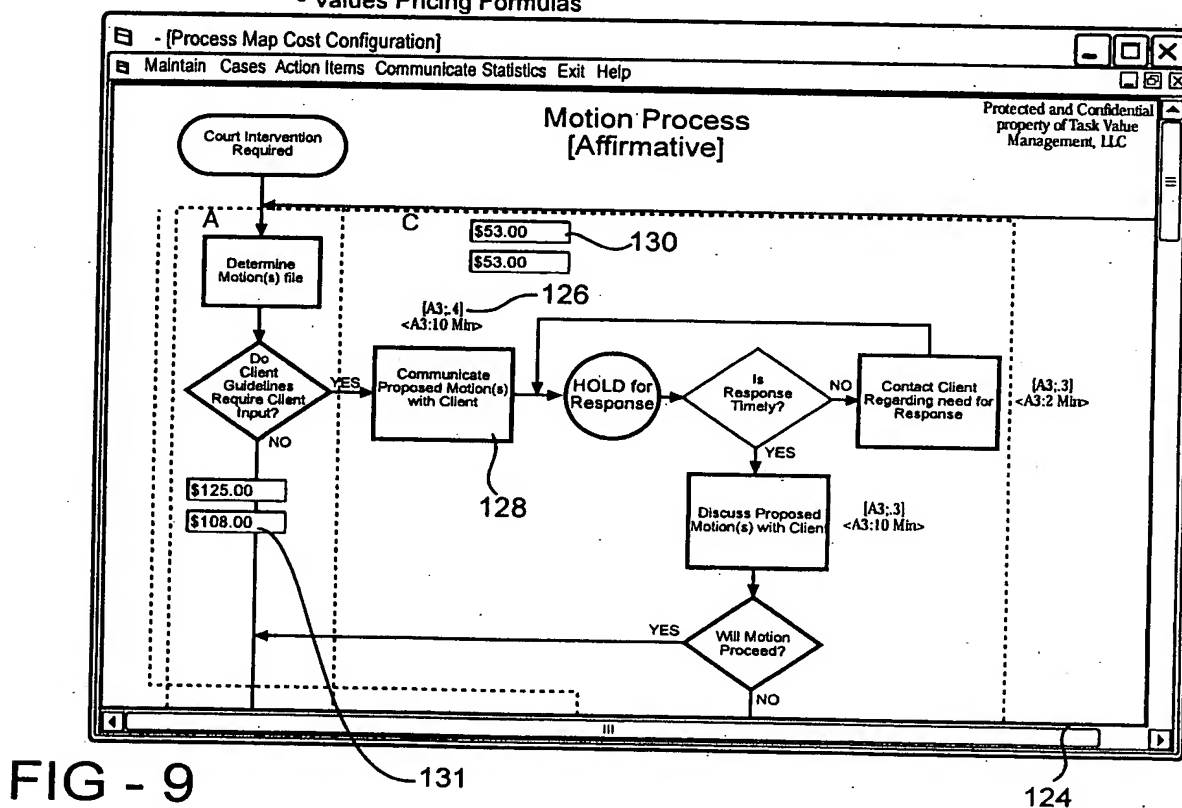 Values Pricing Formulas
- [Process Map Cost Configuration]
Maintain Cases Action Items Communicate Statistics Exit Help
Motion Process
[Affirmative]
Protected and Confidential
property of Task Value
Management, LLC
Court Intervention
Required
A
C
$53.00
130
$53.00
Determine
Motion(s) file
126
[A3;.4]
<A3:10 Min>
Do
Client
Guidelines
Require Client
Input?
YES
Communicate
Proposed Motion(s)
with Client
HOLD for
Response
Is
Response
Timely?
NO
Contact Client
Regarding need for
Response
[A3;.3]
<A3:2 Min>
NO
YES
$125.00
$108.00
128
Discuss Proposed
Motion(s) with Client
[A3;.3]
<A3:10 Min>
YES
Will Motion
Proceed?
NO
FIG - 9
131
124